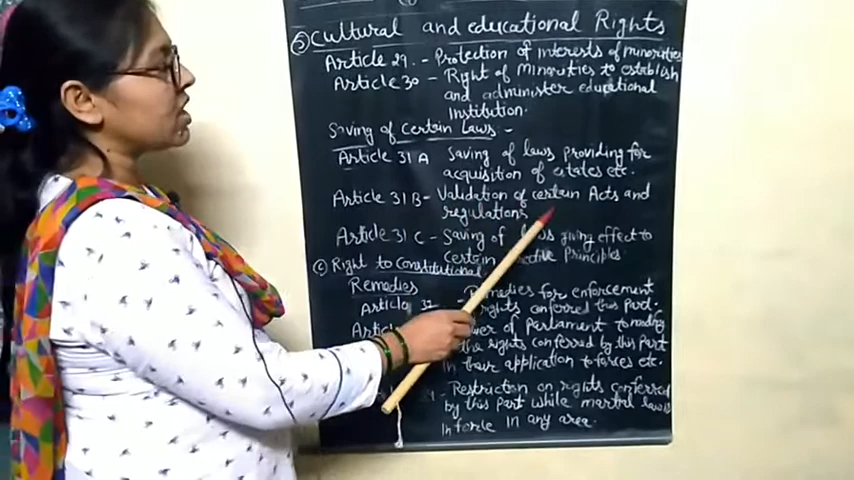 (5) Cultural and educational Rights
Article 29. - Protection of interests of minorities
Article 30 - Right of Minorities to establish
and administer educational
institution.
Saving of Certain Laws -
Article 31 A Saving of laws providing for
acquisition of estates etc.
Article 31 B - Validation of certain Acts and
regulations
Article 31 C - Saving of giving effect to
certain Principles
(6) Right to Constitutional
Remedies
Article Remedies for enforcement of
rights conferred this Part.
Article of Parliament to modify
the rights conferred by this Part
in application to forces etc.
Restriction on rights conferred
by this part while martial law is
in force in any area.